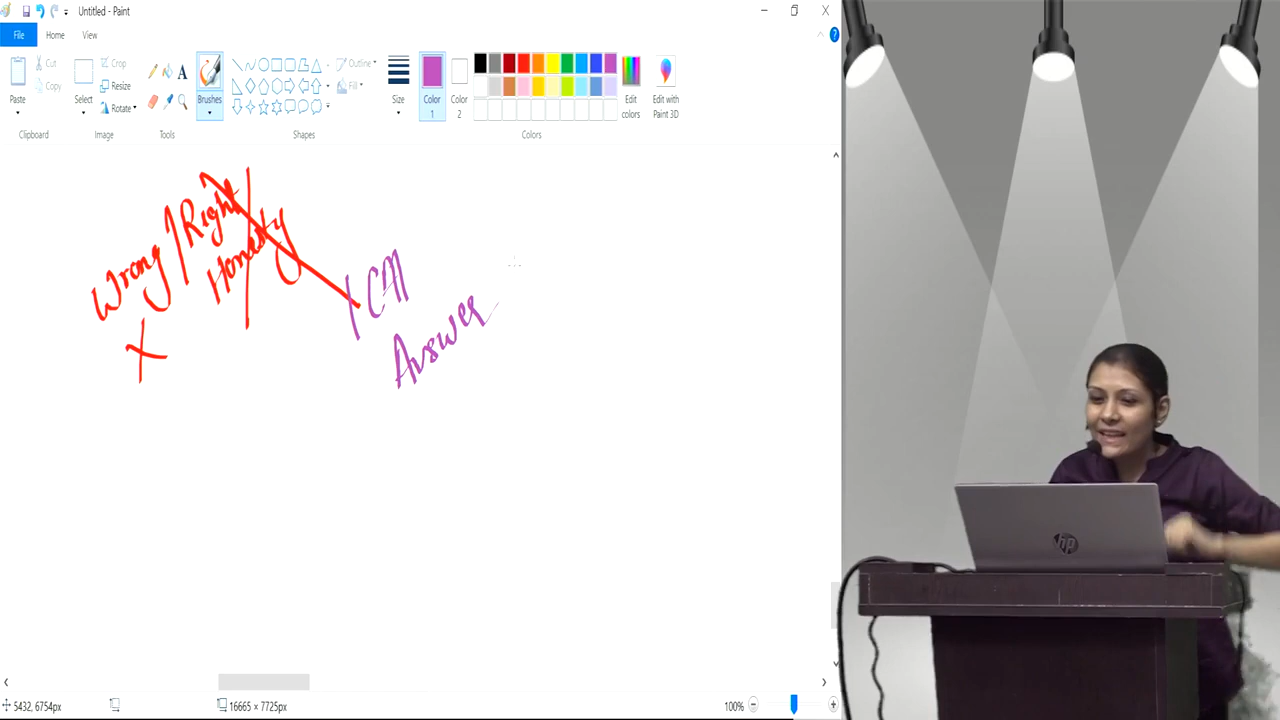 Untitled - Paint
File
Home
View
Paste
Cut
Copy
Clipboard
Select
Crop
Resize
Rotate
Image
Tools
A
Brushes
Outline
Fill
Shapes
Size
Color 1
Color 2
Edit colors
Edit with Paint 3D
Colors
Wrong / Right
Honesty
X
Answer
hp
5432, 6754px
16665 × 7725px
100%